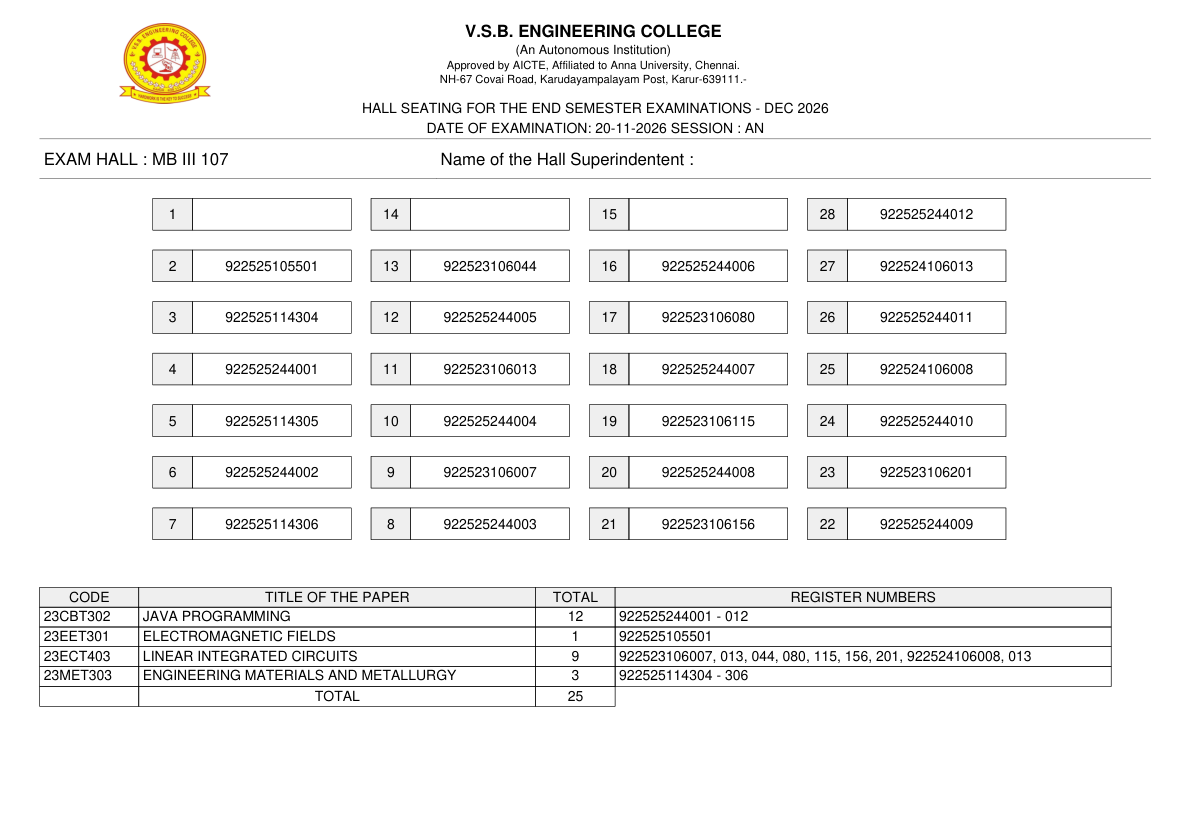 V.S.B. ENGINEERING COLLEGE
(An Autonomous Institution)
Approved by AICTE, Affiliated to Anna University, Chennai.
NH-67 Covai Road, Karudayampalayam Post, Karur-639111.-
HALL SEATING FOR THE END SEMESTER EXAMINATIONS - DEC 2026
DATE OF EXAMINATION: 20-11-2026 SESSION : AN
EXAM HALL : MB III 107 Name of the Hall Superintendent :
1 14 15 28 922525244012
2 922525105501 13 922523106044 16 922525244006 27 922524106013
3 922525114304 12 922525244005 17 922523106080 26 922525244011
4 922525244001 11 922523106013 18 922525244007 25 922524106008
5 922525114305 10 922525244004 19 922523106115 24 922525244010
6 922525244002 9 922523106007 20 922525244008 23 922523106201
7 922525114306 8 922525244003 21 922523106156 22 922525244009
CODE TITLE OF THE PAPER TOTAL REGISTER NUMBERS
23CBT302 JAVA PROGRAMMING 12 922525244001 - 012
23EET301 ELECTROMAGNETIC FIELDS 1 922525105501
23ECT403 LINEAR INTEGRATED CIRCUITS 9 922523106007, 013, 044, 080, 115, 156, 201, 922524106008, 013
23MET303 ENGINEERING MATERIALS AND METALLURGY 3 922525114304 - 306
TOTAL 25